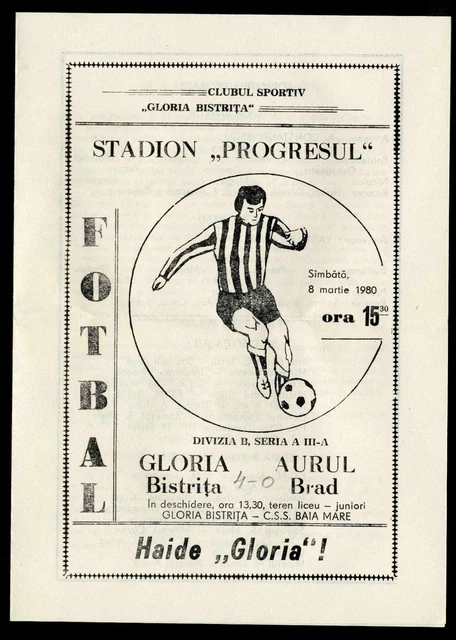 CLUBUL SPORTIV
„GLORIA BISTRIȚA“
STADION „PROGRESUL“
FOTBAL
Sîmbătă,
8 martie 1980
ora 15³⁰
DIVIZIA B, SERIA A III-A
GLORIA AURUL
Bistrița 4-0 Brad
In deschidere, ora 13,30, teren liceu – juniori
GLORIA BISTRIȚA – C.S.S. BAIA MARE
Haide „Gloria“!